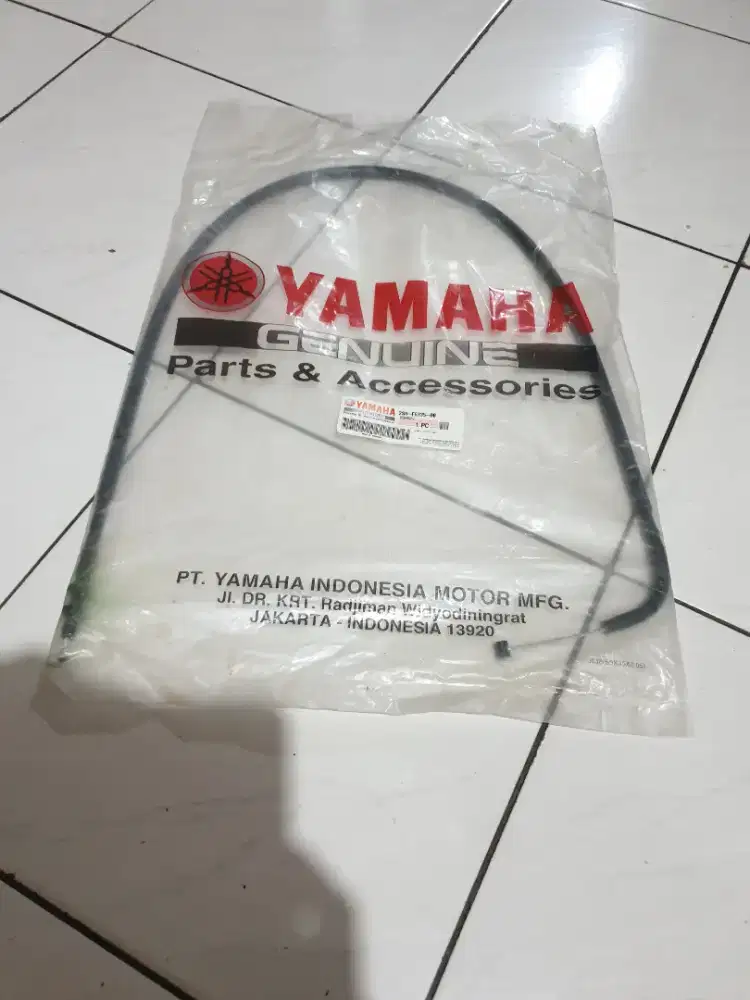 YAMAHA
GENUINE
Parts & Accessories
YAMAHA
1 PC
PT. YAMAHA INDONESIA MOTOR MFG.
Jl. DR. KRT. Radjiman Widyodiningrat
JAKARTA - INDONESIA 13920